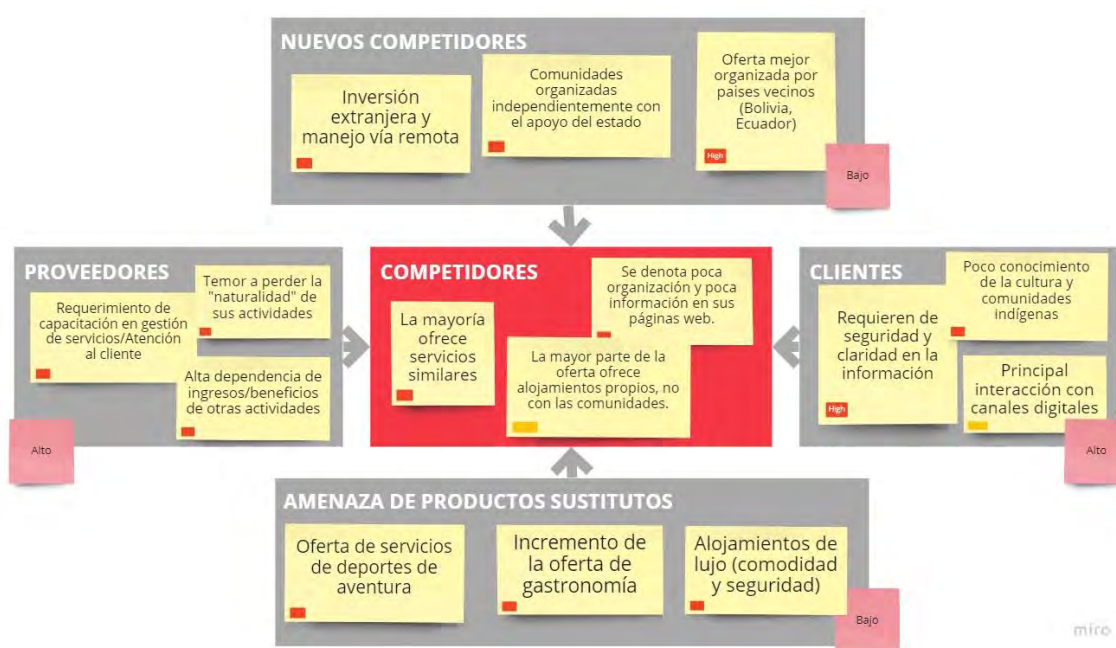 NUEVOS COMPETIDORES
Inversión
extranjera y
manejo vía remota
Comunidades
organizadas
independientemente con
el apoyo del estado
Oferta mejor
organizada por
paises vecinos
(Bolivia,
Ecuador)
High
Bajo
PROVEEDORES
Requerimiento de
capacitación en gestión
de servicios/Atención
al cliente
Temor a perder la
"naturalidad" de
sus actividades
Alta dependencia de
ingresos/beneficios
de otras actividades
Alto
COMPETIDORES
La mayoría
ofrece
servicios
similares
Se denota poca
organización y poca
información en sus
páginas web.
La mayor parte de la
oferta ofrece
alojamientos propios, no
con las comunidades.
CLIENTES
Requieren de
seguridad y
claridad en la
información
High
Poco conocimiento
de la cultura y
comunidades
indígenas
Principal
interacción con
canales digitales
Alto
AMENAZA DE PRODUCTOS SUSTITUTOS
Oferta de servicios
de deportes de
aventura
Incremento de
la oferta de
gastronomía
Alojamientos de
lujo (comodidad
y seguridad)
Bajo
miro